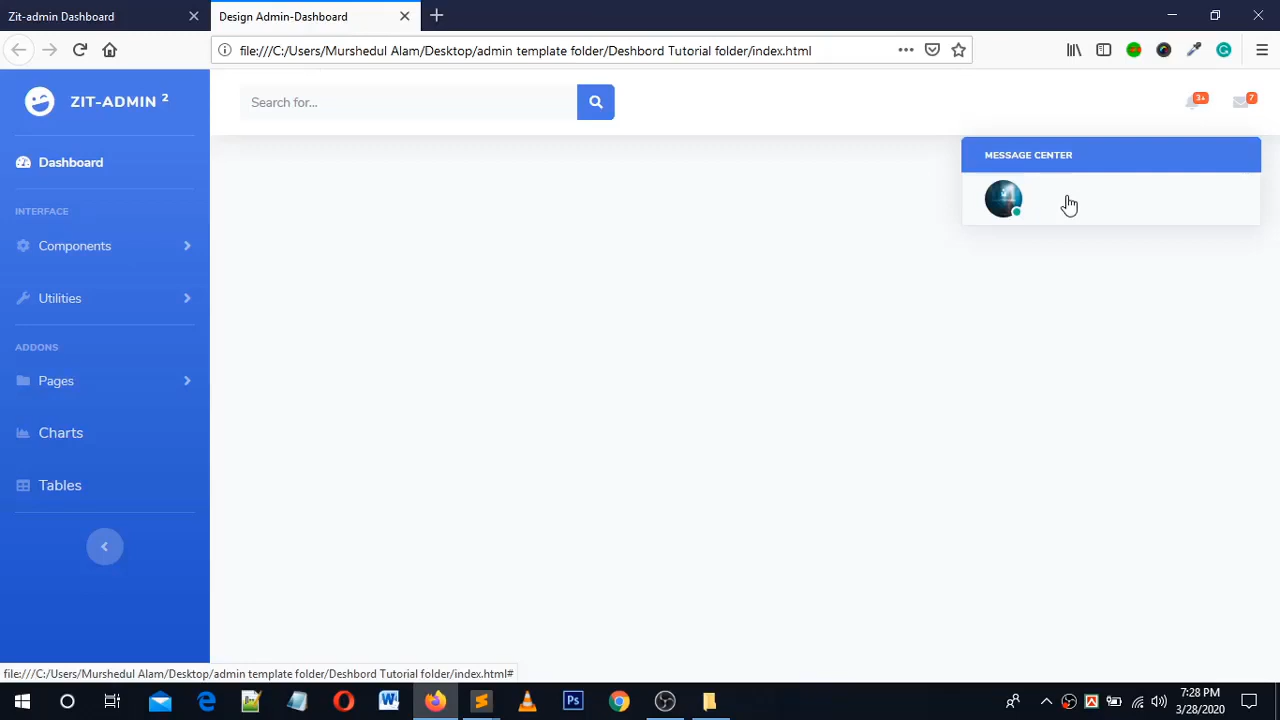 Zit-admin Dashboard
Design Admin-Dashboard
file:///C:/Users/Murshedul Alam/Desktop/admin template folder/Deshbord Tutorial folder/index.html
ZIT-ADMIN 2
Search for...
3+
7
Dashboard
MESSAGE CENTER
INTERFACE
Components
Utilities
ADDONS
Pages
Charts
Tables
file:///C:/Users/Murshedul Alam/Desktop/admin template folder/Deshbord Tutorial folder/index.html#
7:28 PM
3/28/2020